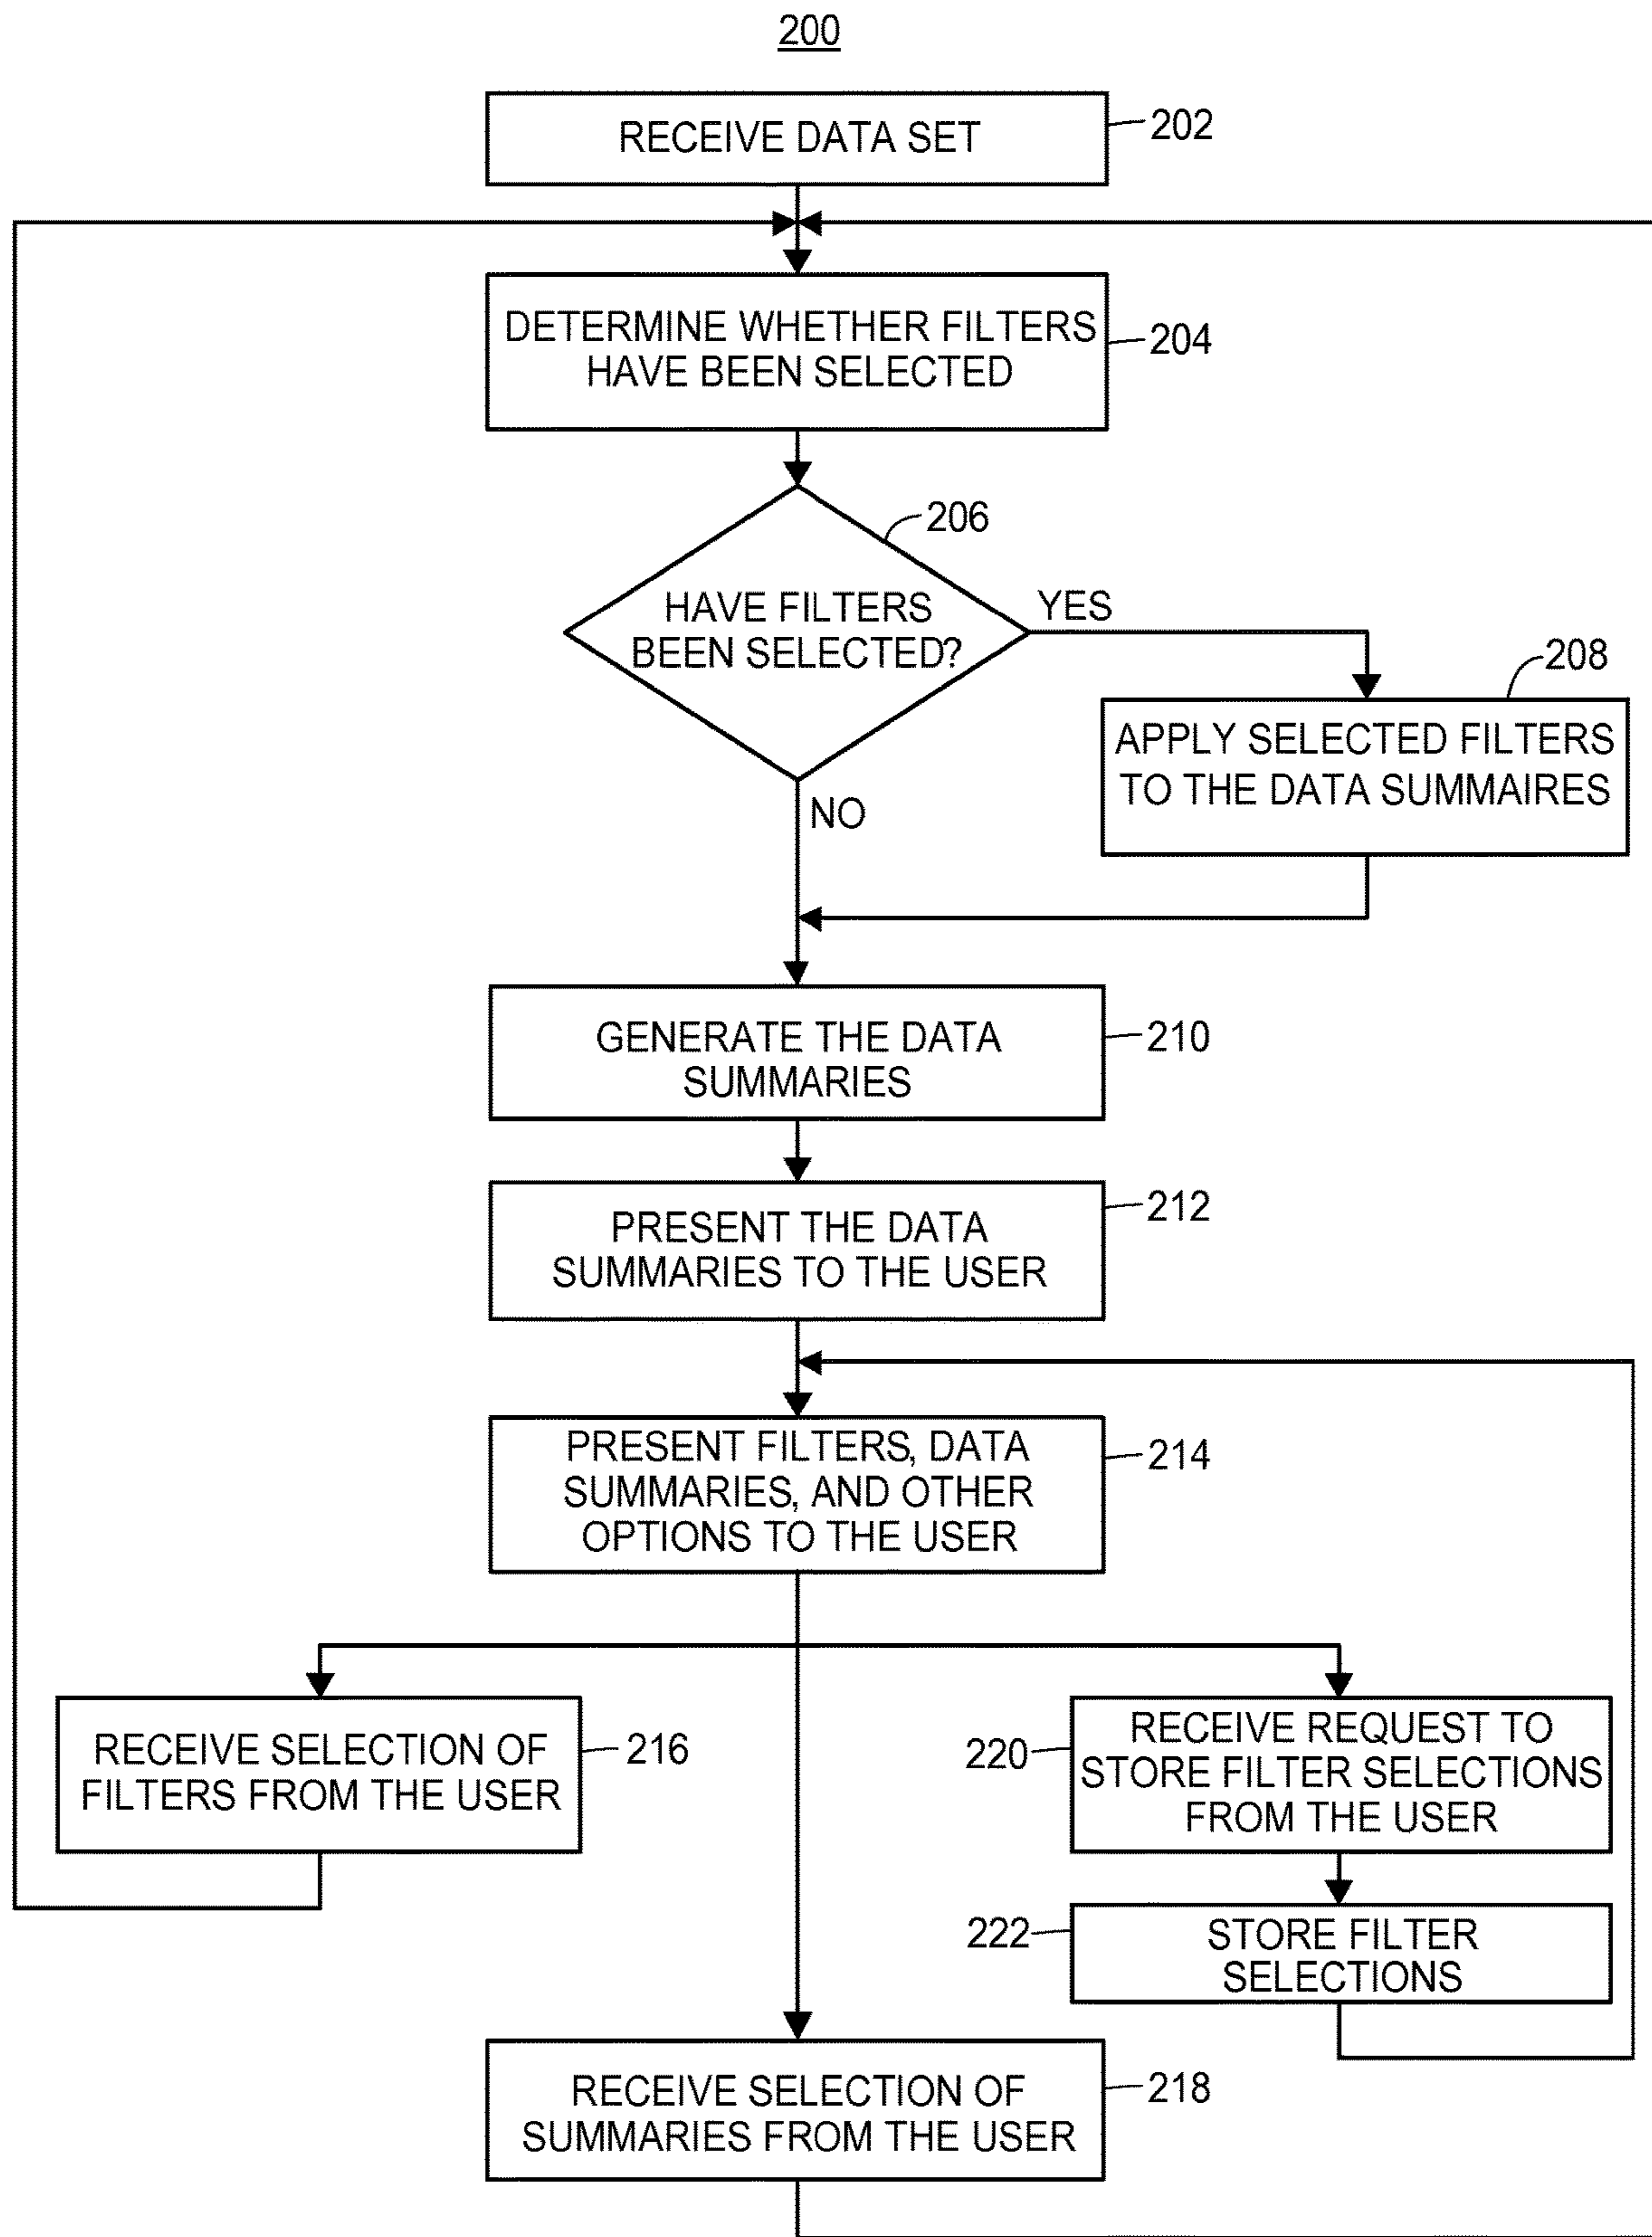 200
RECEIVE DATA SET
202
DETERMINE WHETHER FILTERS
HAVE BEEN SELECTED
204
206
HAVE FILTERS
BEEN SELECTED?
YES
208
APPLY SELECTED FILTERS
TO THE DATA SUMMAIRES
NO
GENERATE THE DATA
SUMMARIES
210
PRESENT THE DATA
SUMMARIES TO THE USER
212
PRESENT FILTERS, DATA
SUMMARIES, AND OTHER
OPTIONS TO THE USER
214
RECEIVE SELECTION OF
FILTERS FROM THE USER
216
220
RECEIVE REQUEST TO
STORE FILTER SELECTIONS
FROM THE USER
222
STORE FILTER
SELECTIONS
RECEIVE SELECTION OF
SUMMARIES FROM THE USER
218